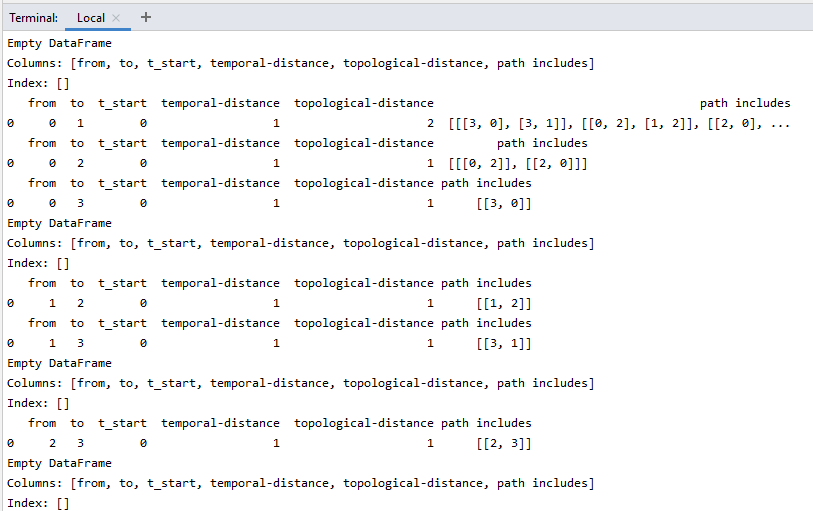 Terminal: Local × +
Empty DataFrame
Columns: [from, to, t_start, temporal-distance, topological-distance, path includes]
Index: []
from to t_start temporal-distance topological-distance path includes
0 0 1 0 1 2 [[[3, 0], [3, 1]], [[0, 2], [1, 2]], [[2, 0], ...
from to t_start temporal-distance topological-distance path includes
0 0 2 0 1 1 [[[0, 2]], [[2, 0]]]
from to t_start temporal-distance topological-distance path includes
0 0 3 0 1 1 [[3, 0]]
Empty DataFrame
Columns: [from, to, t_start, temporal-distance, topological-distance, path includes]
Index: []
from to t_start temporal-distance topological-distance path includes
0 1 2 0 1 1 [[1, 2]]
from to t_start temporal-distance topological-distance path includes
0 1 3 0 1 1 [[3, 1]]
Empty DataFrame
Columns: [from, to, t_start, temporal-distance, topological-distance, path includes]
Index: []
from to t_start temporal-distance topological-distance path includes
0 2 3 0 1 1 [[2, 3]]
Empty DataFrame
Columns: [from, to, t_start, temporal-distance, topological-distance, path includes]
Index: []